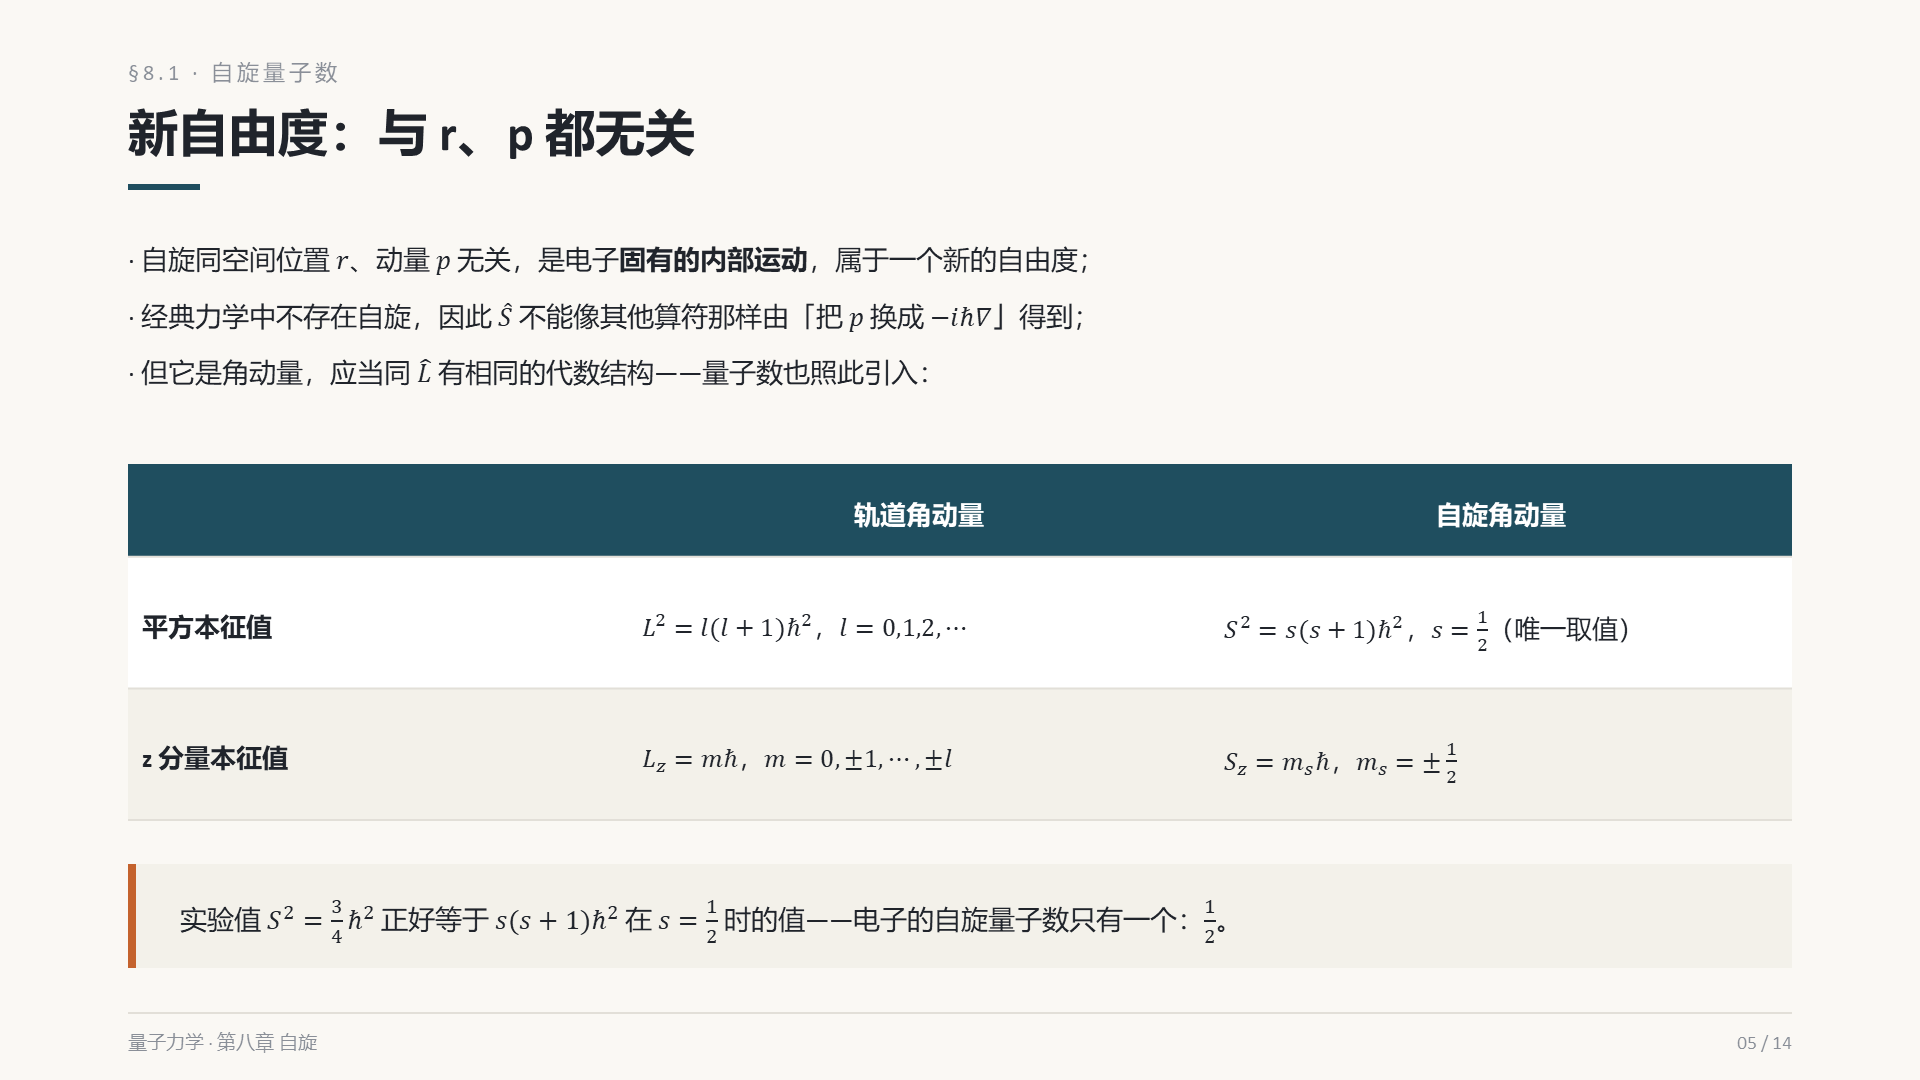 §8.1 · 自旋量子数
新自由度：与 r、p 都无关
· 自旋同空间位置 r、动量 p 无关，是电子固有的内部运动，属于一个新的自由度；
· 经典力学中不存在自旋，因此 Ŝ 不能像其他算符那样由「把 p 换成 −iħ∇」得到；
· 但它是角动量，应当同 L̂ 有相同的代数结构——量子数也照此引入：
轨道角动量 自旋角动量
平方本征值 L² = l(l + 1)ħ²，l = 0,1,2,⋯ S² = s(s + 1)ħ²，s = 1/2（唯一取值）
z 分量本征值 L_z = mħ，m = 0, ±1, ⋯ , ±l S_z = m_sħ，m_s = ± 1/2
实验值 S² = 3/4 ħ² 正好等于 s(s + 1)ħ² 在 s = 1/2 时的值——电子的自旋量子数只有一个：1/2。
量子力学 · 第八章 自旋
05 / 14